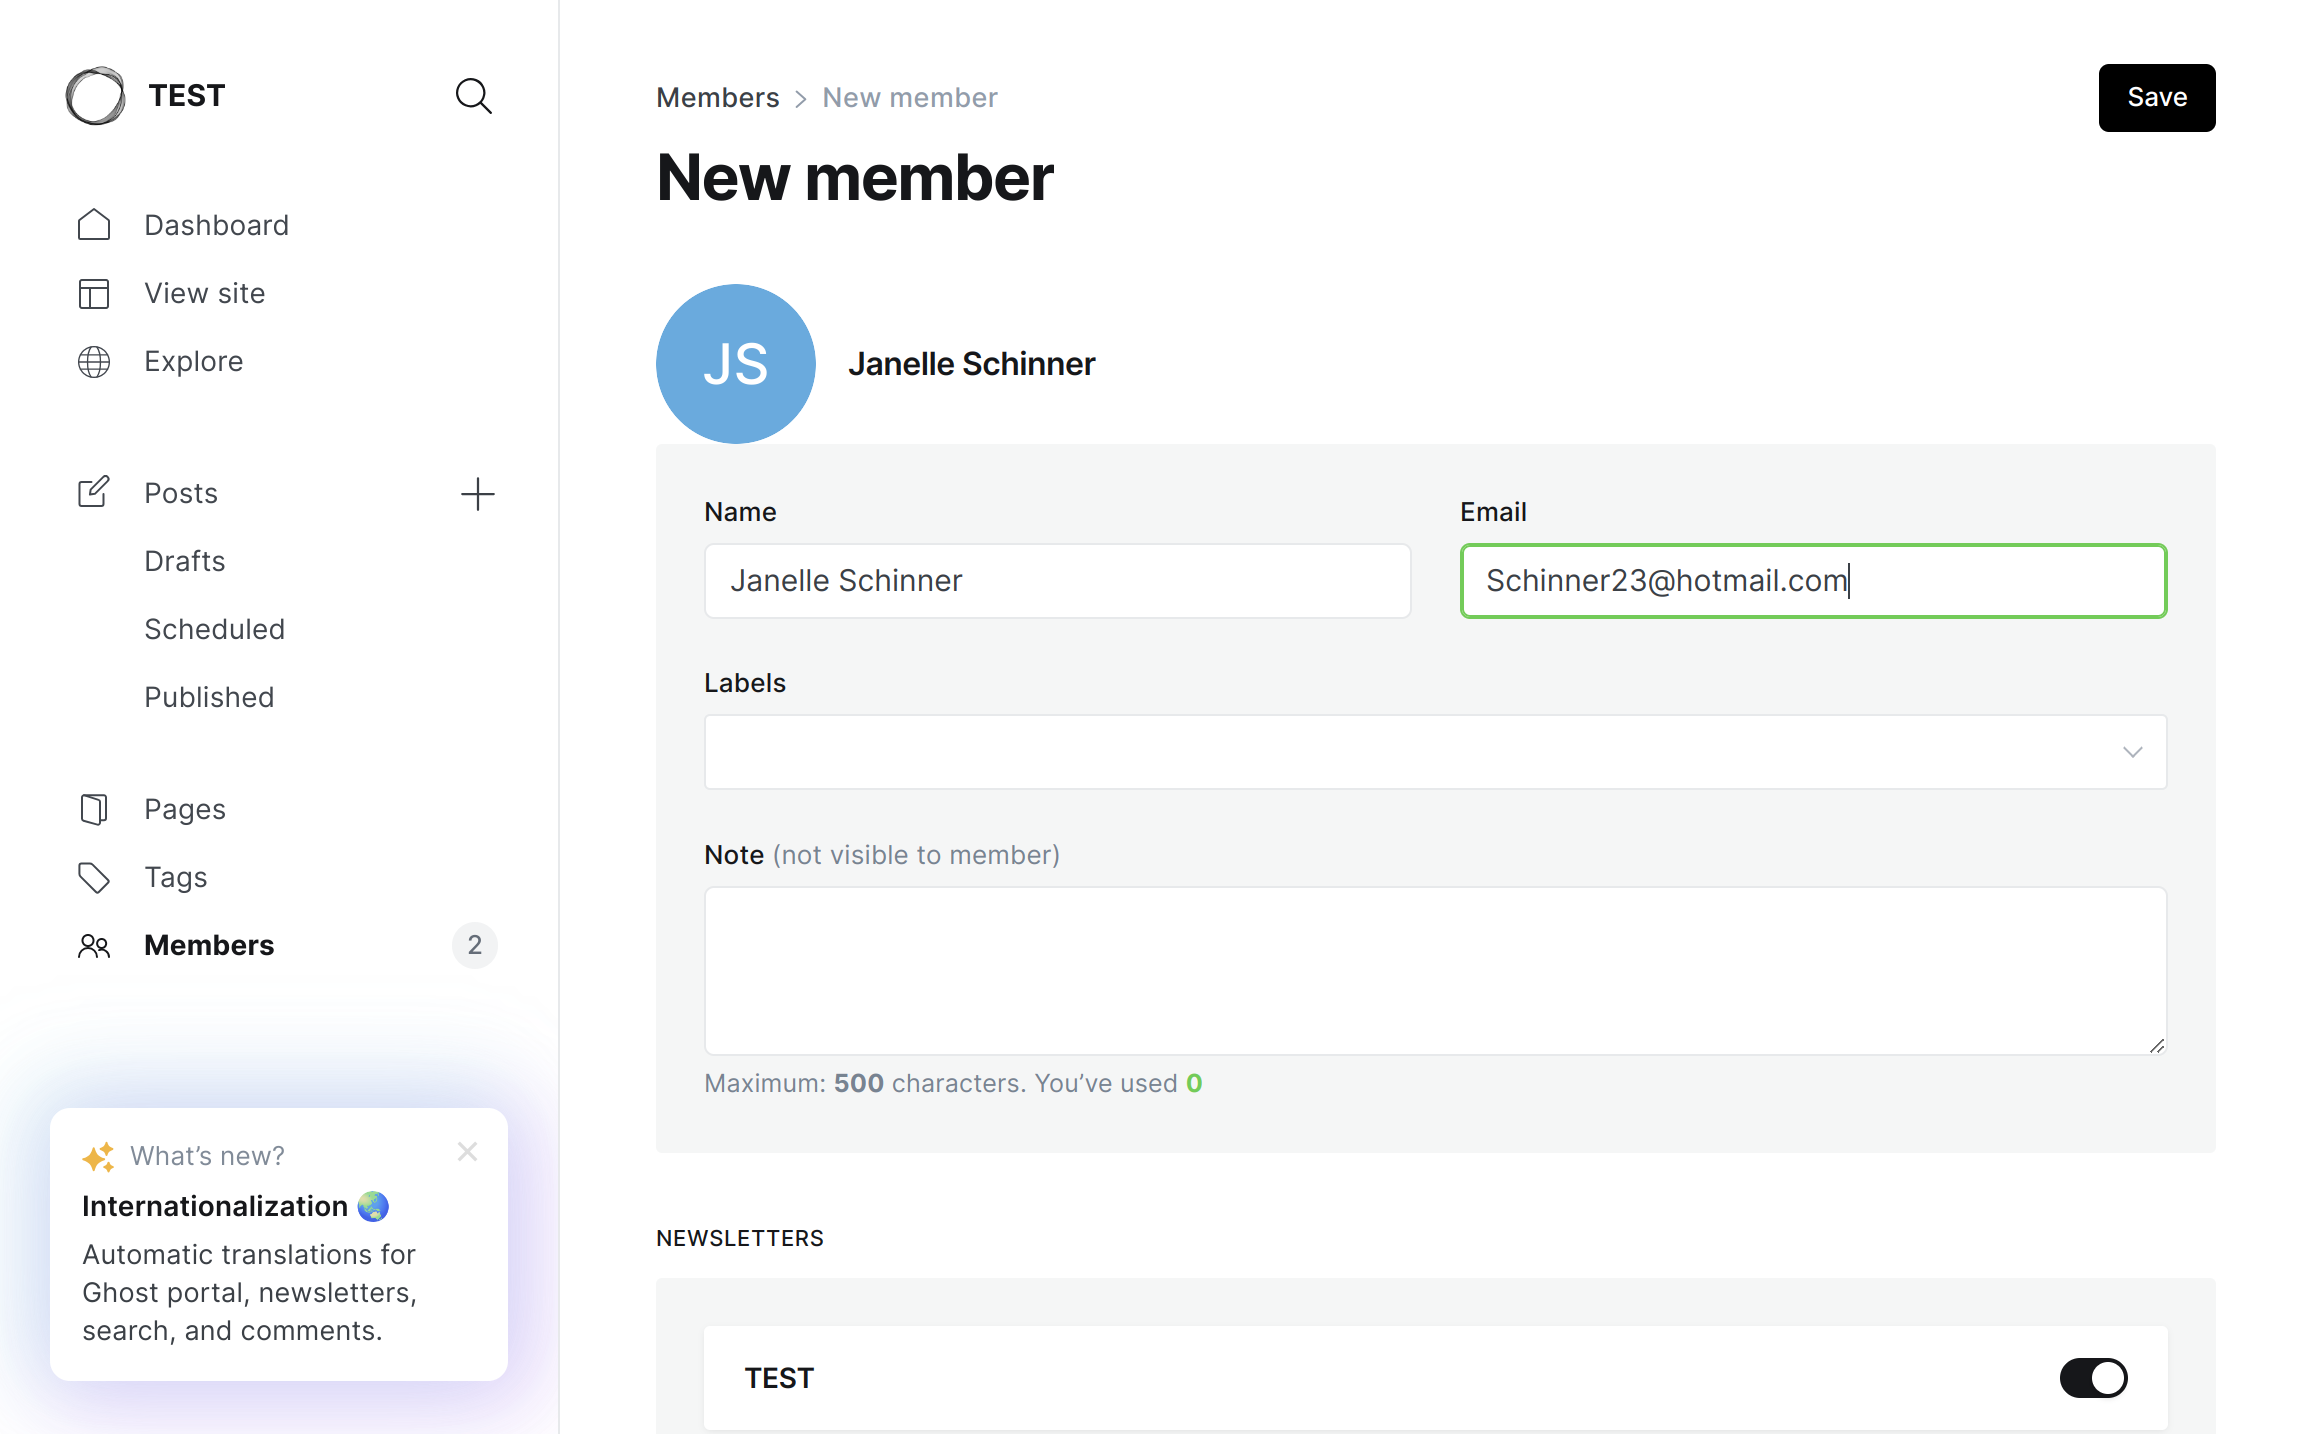 TEST
Dashboard
View site
Explore
Posts
Drafts
Scheduled
Published
Pages
Tags
Members
2
What’s new?
Internationalization
Automatic translations for
Ghost portal, newsletters,
search, and comments.
Members > New member
Save
New member
JS
Janelle Schinner
Name
Email
Janelle Schinner
Schinner23@hotmail.com
Labels
Note (not visible to member)
Maximum: 500 characters. You’ve used 0
NEWSLETTERS
TEST